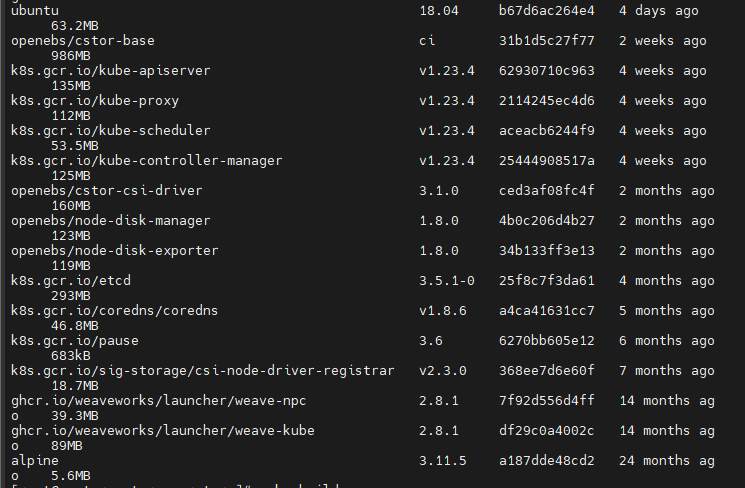 ubuntu 18.04 b67d6ac264e4 4 days ago
63.2MB
openebs/cstor-base ci 31b1d5c27f77 2 weeks ago
986MB
k8s.gcr.io/kube-apiserver v1.23.4 62930710c963 4 weeks ago
135MB
k8s.gcr.io/kube-proxy v1.23.4 2114245ec4d6 4 weeks ago
112MB
k8s.gcr.io/kube-scheduler v1.23.4 aceacb6244f9 4 weeks ago
53.5MB
k8s.gcr.io/kube-controller-manager v1.23.4 25444908517a 4 weeks ago
125MB
openebs/cstor-csi-driver 3.1.0 ced3af08fc4f 2 months ago
160MB
openebs/node-disk-manager 1.8.0 4b0c206d4b27 2 months ago
123MB
openebs/node-disk-exporter 1.8.0 34b133ff3e13 2 months ago
119MB
k8s.gcr.io/etcd 3.5.1-0 25f8c7f3da61 4 months ago
293MB
k8s.gcr.io/coredns/coredns v1.8.6 a4ca41631cc7 5 months ago
46.8MB
k8s.gcr.io/pause 3.6 6270bb605e12 6 months ago
683kB
k8s.gcr.io/sig-storage/csi-node-driver-registrar v2.3.0 368ee7d6e60f 7 months ago
18.7MB
ghcr.io/weaveworks/launcher/weave-npc 2.8.1 7f92d556d4ff 14 months ag
o 39.3MB
ghcr.io/weaveworks/launcher/weave-kube 2.8.1 df29c0a4002c 14 months ag
o 89MB
alpine 3.11.5 a187dde48cd2 24 months ag
o 5.6MB